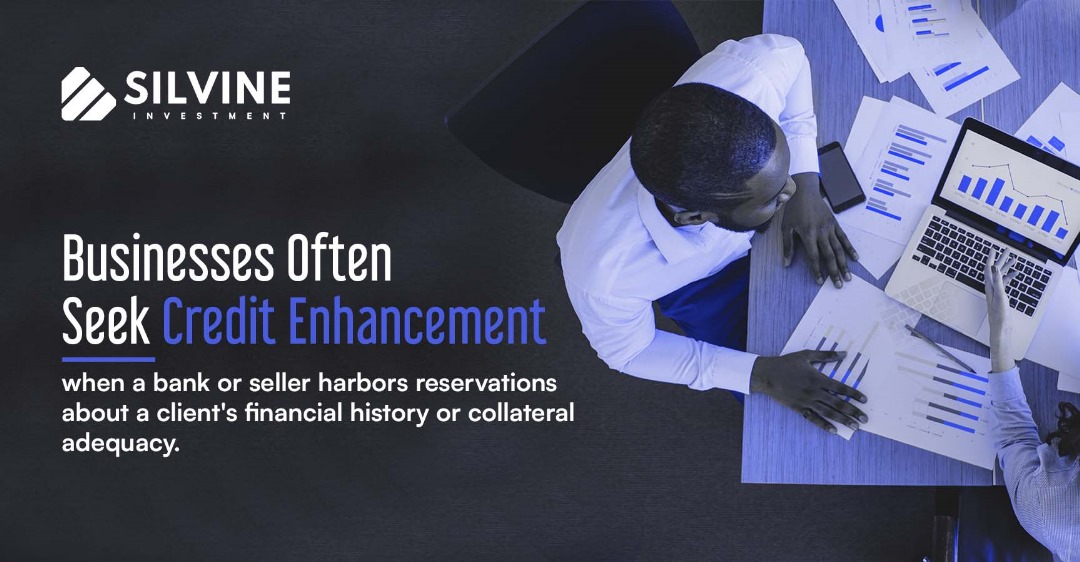 SILVINE
INVESTMENT
Businesses Often
Seek Credit Enhancement
when a bank or seller harbors reservations
about a client's financial history or collateral
adequacy.